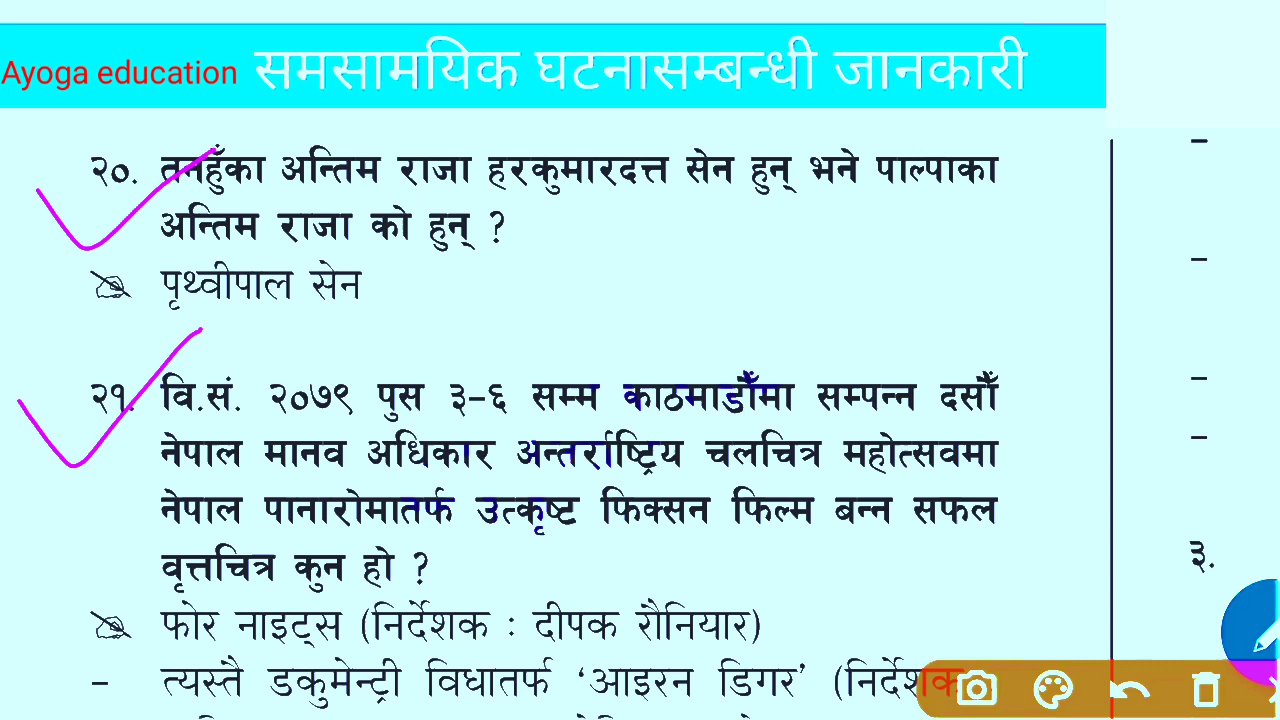 Ayoga education समसामयिक घटनासम्बन्धी जानकारी
२०. तनहुँका अन्तिम राजा हरकुमारदत्त सेन हुन् भने पाल्पाका
अन्तिम राजा को हुन् ?
पृथ्वीपाल सेन
२१. वि.सं. २०७९ पुस ३–६ सम्म काठमाडौँमा सम्पन्न दसौँ
नेपाल मानव अधिकार अन्तर्राष्ट्रिय चलचित्र महोत्सवमा
नेपाल पानारोमातर्फ उत्कृष्ट फिक्सन फिल्म बन्न सफल
वृत्तचित्र कुन हो ?
फोर नाइट्स (निर्देशक : दीपक रौनियार)
– त्यस्तै डकुमेन्ट्री विधातर्फ ‘आइरन डिगर’ (निर्देशक
–
–
–
–
३.